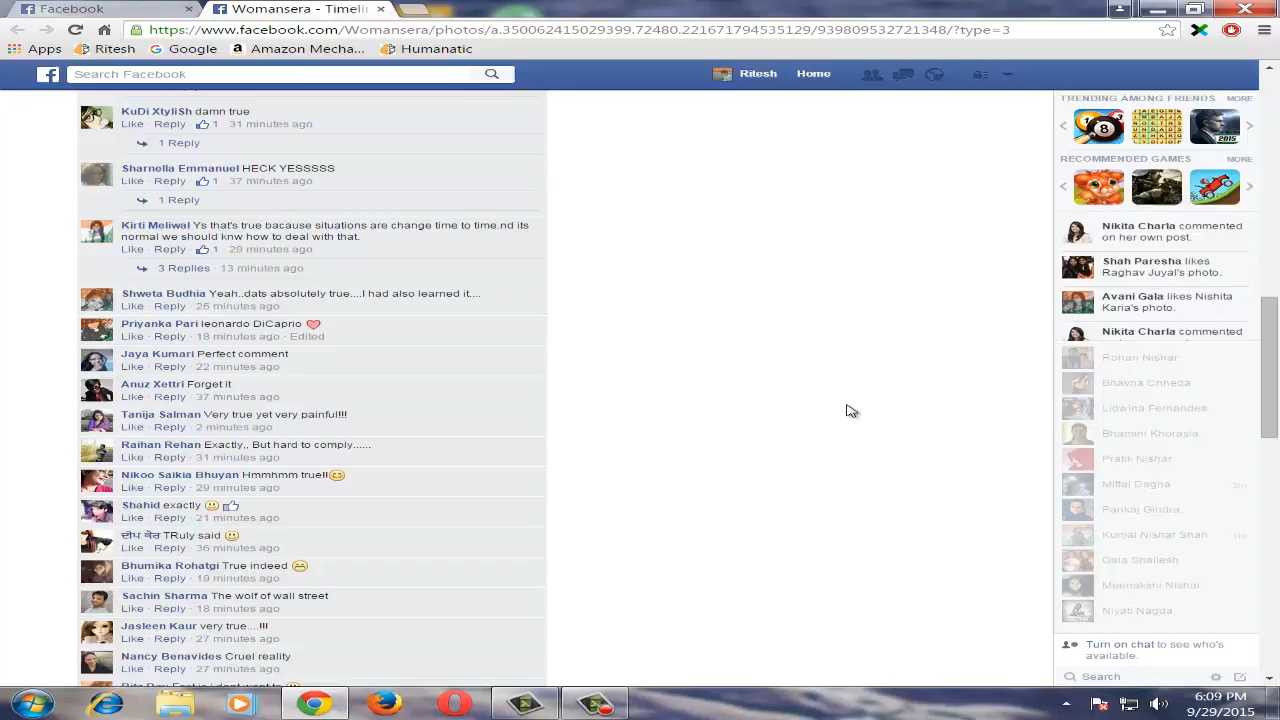 Facebook ×
Womansera - Timelin ×
https://www.facebook.com/Womansera/photos
50062415029399.72480.221671794535129/939809532721348/?type=3
Apps Ritesh Google Amazon Mecha... Humanatic
Search Facebook
Ritesh Home
KuDi XtyliSh damn true
Like · Reply · 1 · 31 minutes ago
1 Reply
Sharnella Emmanuel HECK YESSSSS
Like · Reply · 1 · 37 minutes ago
1 Reply
Kirti Meliwal Ys that's true bacause situations are change time to time.nd its
normal we should know how to deal with that.
Like · Reply · 1 · 29 minutes ago
3 Replies · 13 minutes ago
Shweta Budhia Yeah..dats absolutely true... have also learned it....
Like · Reply · 26 minutes ago
Priyanka Pari leonardo DiCaprio
Like · Reply · 18 minutes ago · Edited
Jaya Kumari Perfect comment
Like · Reply · 22 minutes ago
Anuz Xettri Forget it
Like · Reply · 37 minutes ago
Tanija Salman Very true yet very painful!!!
Like · Reply · 2 minutes ago
Raihan Rehan Exactly,, But hard to comply......
Like · Reply · 31 minutes ago
Nikoo Saikia Bhuyan Hmmhmm true!!
Like · Reply · 29 minutes ago
Shahid exactly
Like · Reply · 21 minutes ago
ਦੀਪ ਕੌਰ TRuly said
Like · Reply · 36 minutes ago
Bhumika Rohatgi True indeed
Like · Reply · 19 minutes ago
Sachin Sharma The wolf of wall street
Like · Reply · 18 minutes ago
Jasleen Kaur very true....!!!
Like · Reply · 27 minutes ago
Nancy Benavides Cruel reality
Like · Reply · 27 minutes ago
TRENDING AMONG FRIENDS MORE
RECOMMENDED GAMES MORE
2015
Nikita Charla commented
on her own post.
Shah Paresha likes
Raghav Juyal's photo.
Avani Gala likes Nishita
Karia's photo.
Nikita Charla commented
Rohan Nishar
Bhavna Chheda
Lidwina Fernandes
Bhamini Khorasia
Pratik Nishar
Mittal Dagha
Pankaj Gindra
Kunjal Nishar Shah
Gala Shailesh
Meenakshi Nishar
Niyati Nagda
Turn on chat to see who's
available.
Search
6:09 PM
9/29/2015